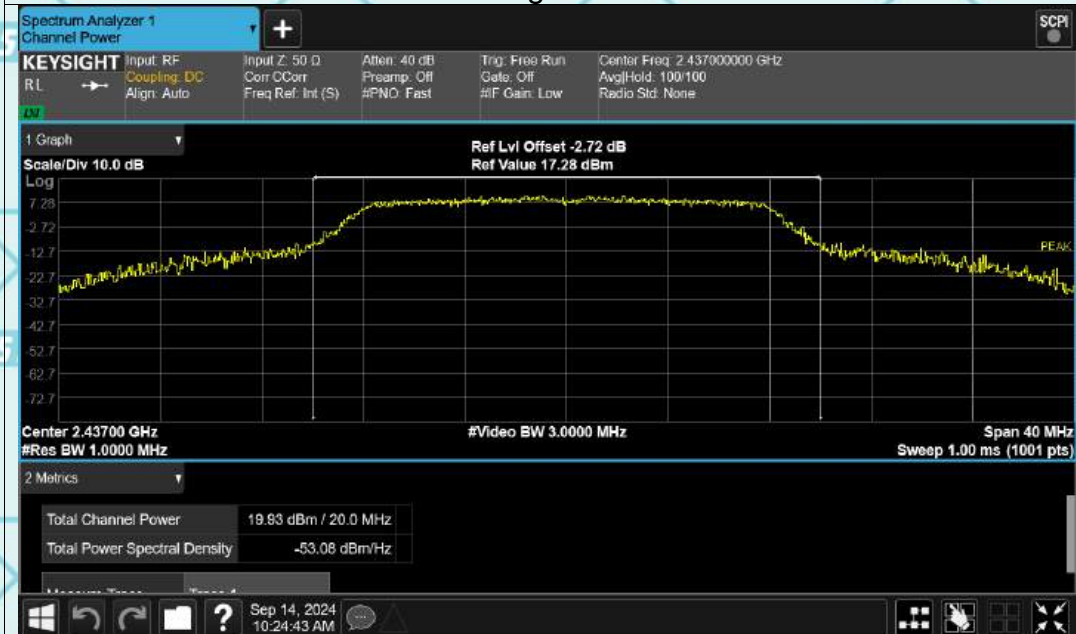 Spectrum Analyzer 1
Channel Power
+
SCPI
KEYSIGHT
RL
LXI
Input: RF
Coupling: DC
Align: Auto
Input Z: 50 Ω
Corr CCorr
Freq Ref: Int (S)
Atten: 40 dB
Preamp: Off
#PNO: Fast
Trig: Free Run
Gate: Off
#IF Gain: Low
Center Freq: 2.437000000 GHz
Avg|Hold: 100/100
Radio Std: None
1 Graph
Scale/Div 10.0 dB
Ref Lvl Offset -2.72 dB
Ref Value 17.28 dBm
Log
7.28
-2.72
-12.7
-22.7
-32.7
-42.7
-52.7
-62.7
-72.7
PEAK
Center 2.43700 GHz
#Res BW 1.0000 MHz
#Video BW 3.0000 MHz
Span 40 MHz
Sweep 1.00 ms (1001 pts)
2 Metrics
Total Channel Power 19.93 dBm / 20.0 MHz
Total Power Spectral Density -53.08 dBm/Hz
?
Sep 14, 2024
10:24:43 AM